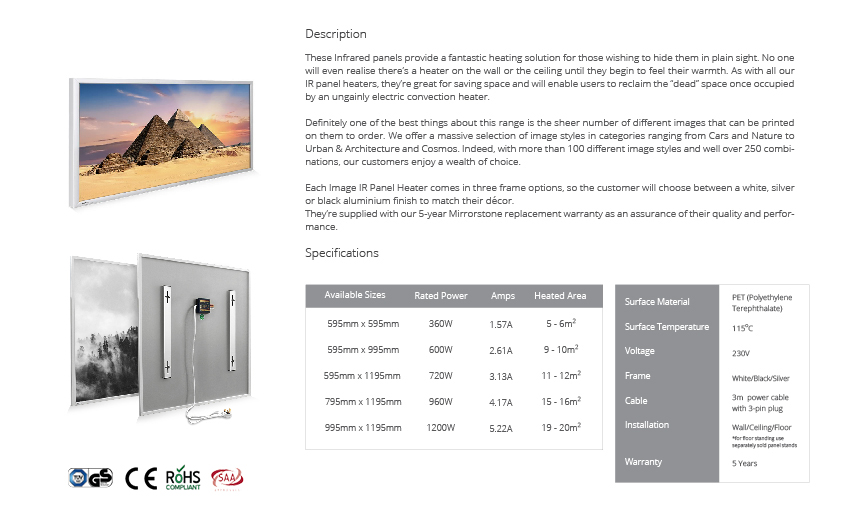 Description
These Infrared panels provide a fantastic heating solution for those wishing to hide them in plain sight. No one
will even realise there's a heater on the wall or the ceiling until they begin to feel their warmth. As with all our
IR panel heaters, they're great for saving space and will enable users to reclaim the "dead" space once occupied
by an ungainly electric convection heater.
Definitely one of the best things about this range is the sheer number of different images that can be printed
on them to order. We offer a massive selection of image styles in categories ranging from Cars and Nature to
Urban & Architecture and Cosmos. Indeed, with more than 100 different image styles and well over 250 combi-
nations, our customers enjoy a wealth of choice.
Each Image IR Panel Heater comes in three frame options, so the customer will choose between a white, silver
or black aluminium finish to match their décor.
They're supplied with our 5-year Mirrorstone replacement warranty as an assurance of their quality and perfor-
mance.
Specifications
Available Sizes Rated Power Amps Heated Area
595mm x 595mm 360W 1.57A 5 - 6m²
595mm x 995mm 600W 2.61A 9 - 10m²
595mm x 1195mm 720W 3.13A 11 - 12m²
795mm x 1195mm 960W 4.17A 15 - 16m²
995mm x 1195mm 1200W 5.22A 19 - 20m²
Surface Material PET (Polyethylene
Terephthalate)
Surface Temperature 115°C
Voltage 230V
Frame White/Black/Silver
Cable 3m power cable
with 3-pin plug
Installation Wall/Ceiling/Floor
*for floor standing use
separately sold panel stands
Warranty 5 Years
TÜV GS CE RoHS SAA
COMPLIANT